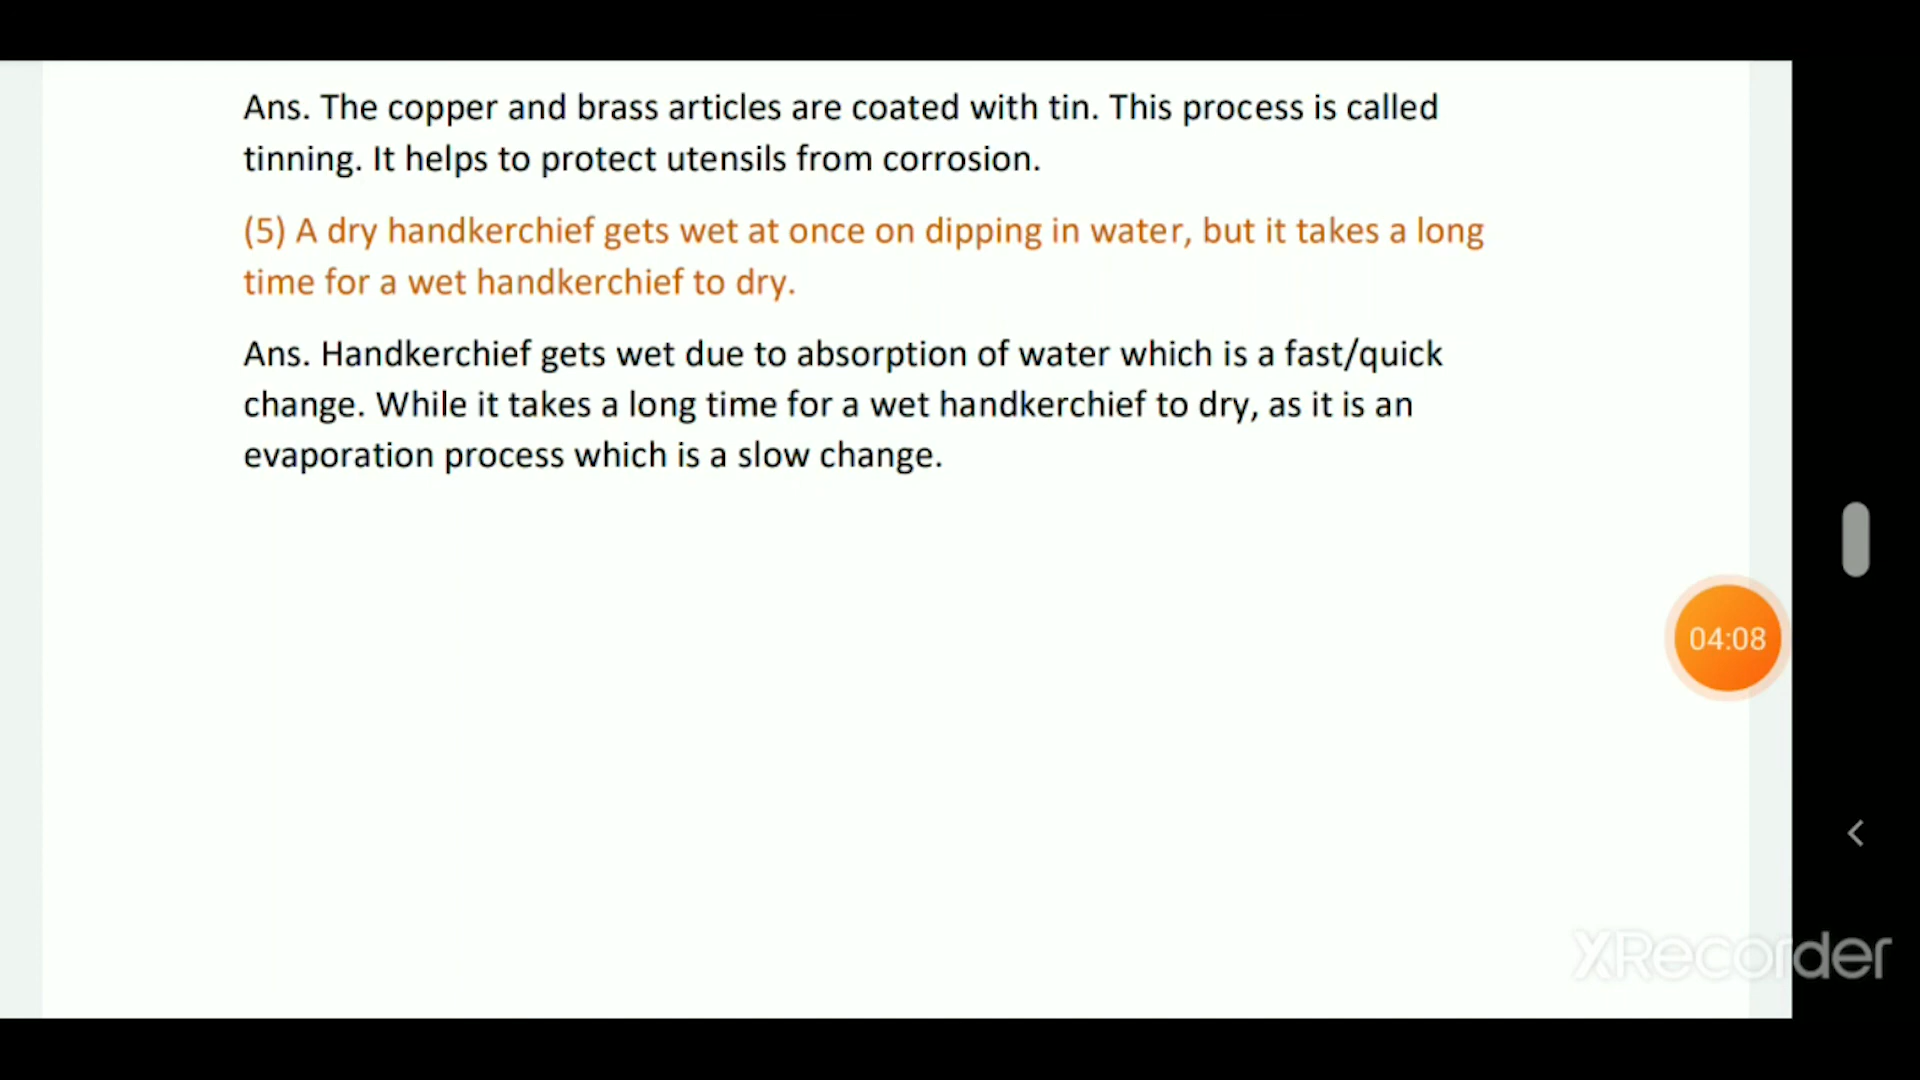 Ans. The copper and brass articles are coated with tin. This process is called
tinning. It helps to protect utensils from corrosion.
(5) A dry handkerchief gets wet at once on dipping in water, but it takes a long
time for a wet handkerchief to dry.
Ans. Handkerchief gets wet due to absorption of water which is a fast/quick
change. While it takes a long time for a wet handkerchief to dry, as it is an
evaporation process which is a slow change.
04:08
XRecorder